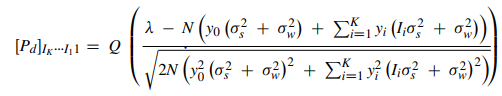 $[P_d]_{I_K \cdots I_1 1} = Q\left(\frac{\lambda - N\left(y_0\left(\sigma_s^2 + \sigma_w^2\right) + \sum_{i=1}^{K} y_i\left(I_i\sigma_s^2 + \sigma_w^2\right)\right)}{\sqrt{2N\left(y_0^2\left(\sigma_s^2 + \sigma_w^2\right)^2 + \sum_{i=1}^{K} y_i^2\left(I_i\sigma_s^2 + \sigma_w^2\right)^2\right)}}\right)$